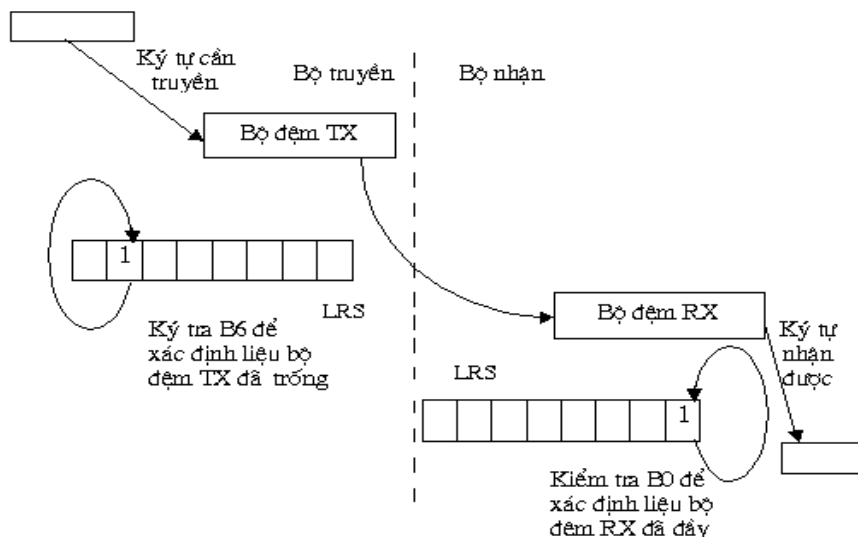 Ký tự cần
truyền
Bộ truyền
Bộ nhận
Bộ đệm TX
1
LRS
Ký tra B6 để
xác định liệu bộ
đệm TX đã trống
Bộ đệm RX
Ký tự
nhận
được
LRS
1
Kiểm tra B0 để
xác định liệu bộ
đệm RX đã đầy